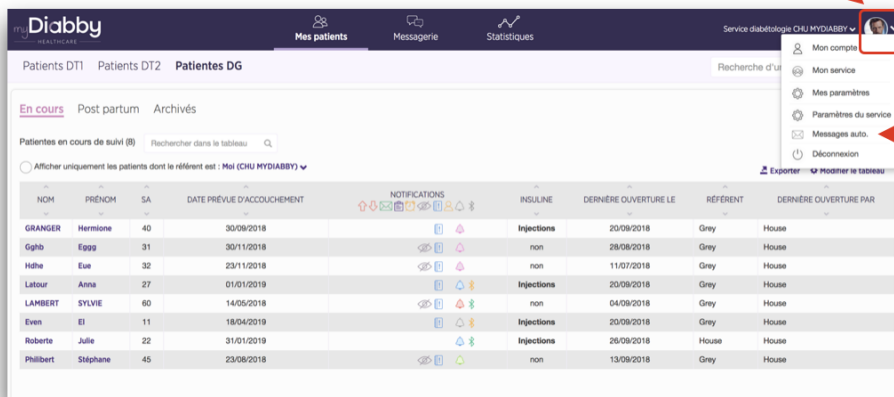 myDiabby
HEALTHCARE
Mes patients
Messagerie
Statistiques
Service diabétologie CHU MYDIABBY
Patients DT1 Patients DT2 Patientes DG
Recherche d'u
Mon compte
Mon service
Mes paramètres
Paramètres du service
Messages auto.
Déconnexion
En cours Post partum Archivés
Patientes en cours de suivi (8) Rechercher dans le tableau
Afficher uniquement les patients dont le référent est : Moi (CHU MYDIABBY)
Exporter Modifier le tableau
NOM PRÉNOM SA DATE PRÉVUE D'ACCOUCHEMENT NOTIFICATIONS INSULINE DERNIÈRE OUVERTURE LE RÉFÉRENT DERNIÈRE OUVERTURE PAR
GRANGER Hermione 40 30/09/2018 Injections 20/09/2018 Grey House
Gghb Eggg 31 30/11/2018 non 28/08/2018 Grey House
Hdhe Eue 32 23/11/2018 non 11/07/2018 Grey House
Latour Anna 27 01/01/2019 Injections 20/09/2018 Grey House
LAMBERT SYLVIE 60 14/05/2018 non 04/09/2018 Grey House
Even El 11 18/04/2019 Injections 20/09/2018 Grey House
Roberte Julie 22 31/01/2019 Injections 26/09/2018 House House
Philibert Stéphane 45 23/08/2018 non 13/09/2018 Grey House